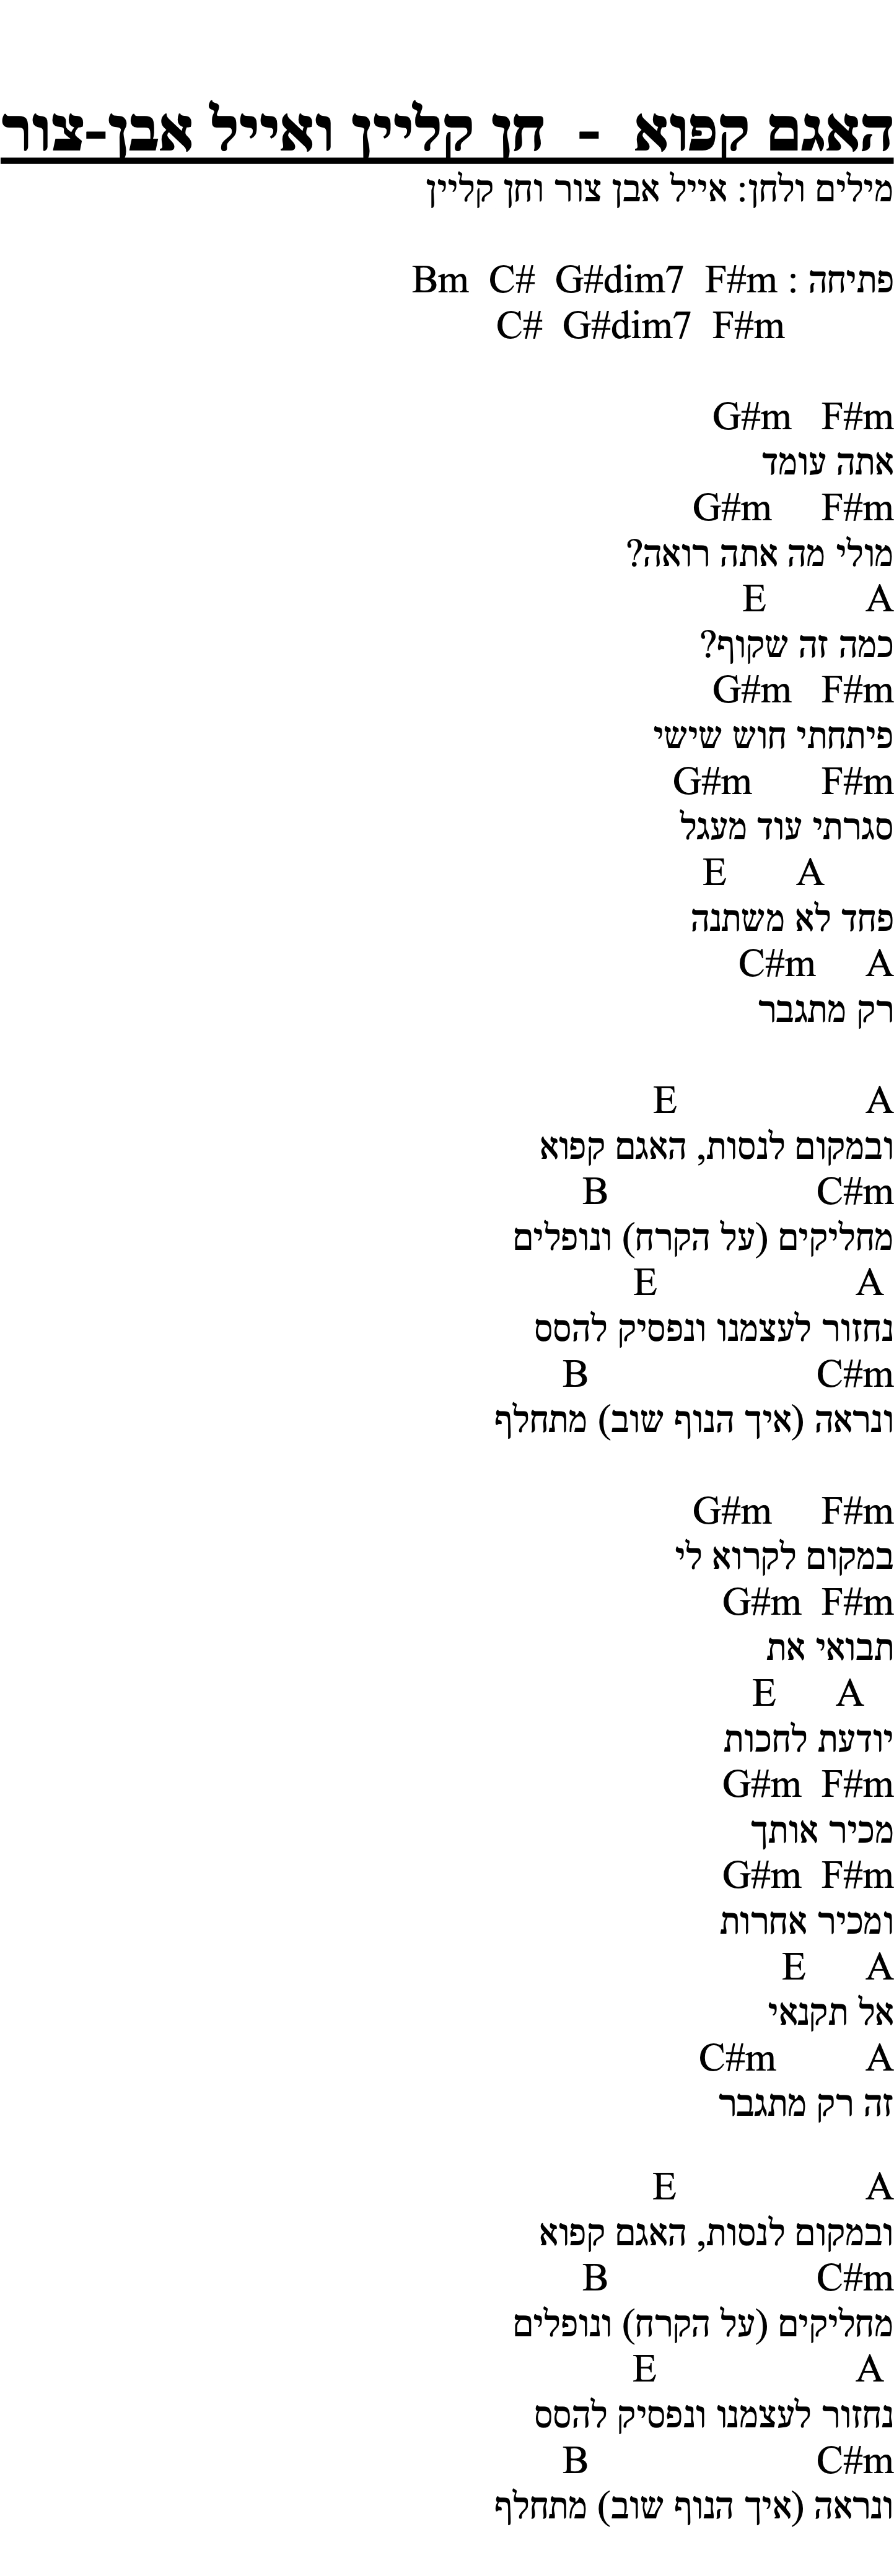 האגם קפוא - חן קליין ואייל אבן-צור
מילים ולחן: אייל אבן צור וחן קליין
פתיחה : Bm C# G#dim7 F#m
C# G#dim7 F#m
G#m F#m
אתה עומד
G#m F#m
מולי מה אתה רואה?
E A
כמה זה שקוף?
G#m F#m
פיתחתי חוש שישי
G#m F#m
סגרתי עוד מעגל
E A
פחד לא משתנה
C#m A
רק מתגבר
E A
ובמקום לנסות, האגם קפוא
B C#m
מחליקים (על הקרח) ונופלים
E A
נחזור לעצמנו ונפסיק להסס
B C#m
ונראה (איך הנוף שוב) מתחלף
G#m F#m
במקום לקרוא לי
G#m F#m
תבואי את
E A
יודעת לחכות
G#m F#m
מכיר אותך
G#m F#m
ומכיר אחרות
E A
אל תקנאי
C#m A
זה רק מתגבר
E A
ובמקום לנסות, האגם קפוא
B C#m
מחליקים (על הקרח) ונופלים
E A
נחזור לעצמנו ונפסיק להסס
B C#m
ונראה (איך הנוף שוב) מתחלף